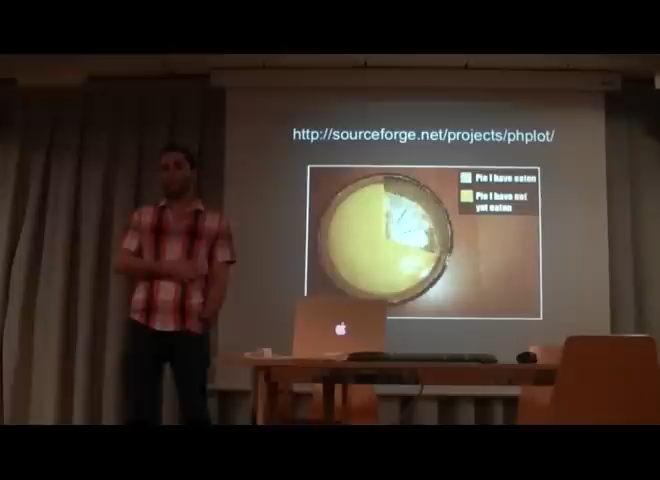 http://sourceforge.net/projects/phplot/
Pie I have eaten
Pie I have not
yet eaten